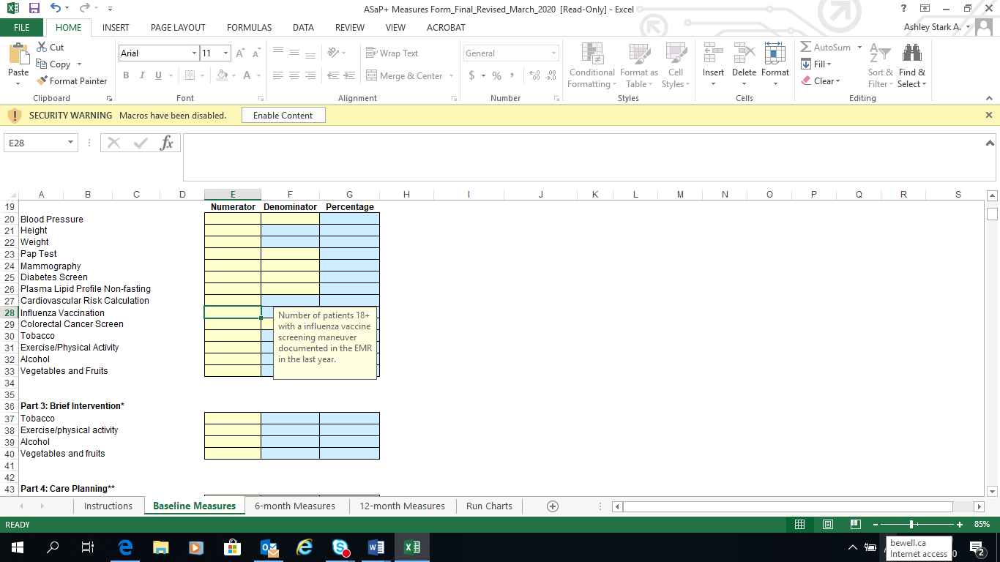 ASaP+ Measures Form_Final_Revised_March_2020 [Read-Only] - Excel
FILE HOME INSERT PAGE LAYOUT FORMULAS DATA REVIEW VIEW ACROBAT Ashley Stark A.
Paste
Cut
Copy
Format Painter
Clipboard
Arial 11
B I U A
Font
Wrap Text
Merge & Center
Alignment
General
$ % ,
Number
Conditional Formatting
Format as Table
Cell Styles
Styles
Insert Delete Format
Cells
AutoSum
Fill
Clear
Sort & Filter
Find & Select
Editing
SECURITY WARNING Macros have been disabled. Enable Content
E28 fx
A B C D E F G H I J K L M N O P Q R S
19 Numerator Denominator Percentage
20 Blood Pressure
21 Height
22 Weight
23 Pap Test
24 Mammography
25 Diabetes Screen
26 Plasma Lipid Profile Non-fasting
27 Cardiovascular Risk Calculation
28 Influenza Vaccination
29 Colorectal Cancer Screen
30 Tobacco
31 Exercise/Physical Activity
32 Alcohol
33 Vegetables and Fruits
Number of patients 18+
with a influenza vaccine
screening maneuver
documented in the EMR
in the last year.
34
35
36 Part 3: Brief Intervention*
37 Tobacco
38 Exercise/physical activity
39 Alcohol
40 Vegetables and fruits
41
42
43 Part 4: Care Planning**
Instructions Baseline Measures 6-month Measures 12-month Measures Run Charts
READY 85%
bewell.ca
Internet access
2